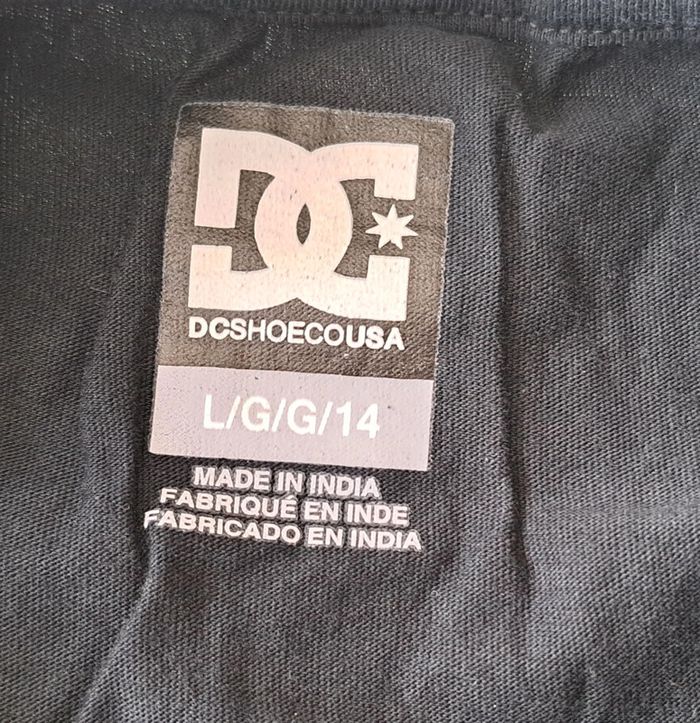 DC
DCSHOECOUSA
L/G/G/14
MADE IN INDIA
FABRIQUÉ EN INDE
FABRICADO EN INDIA